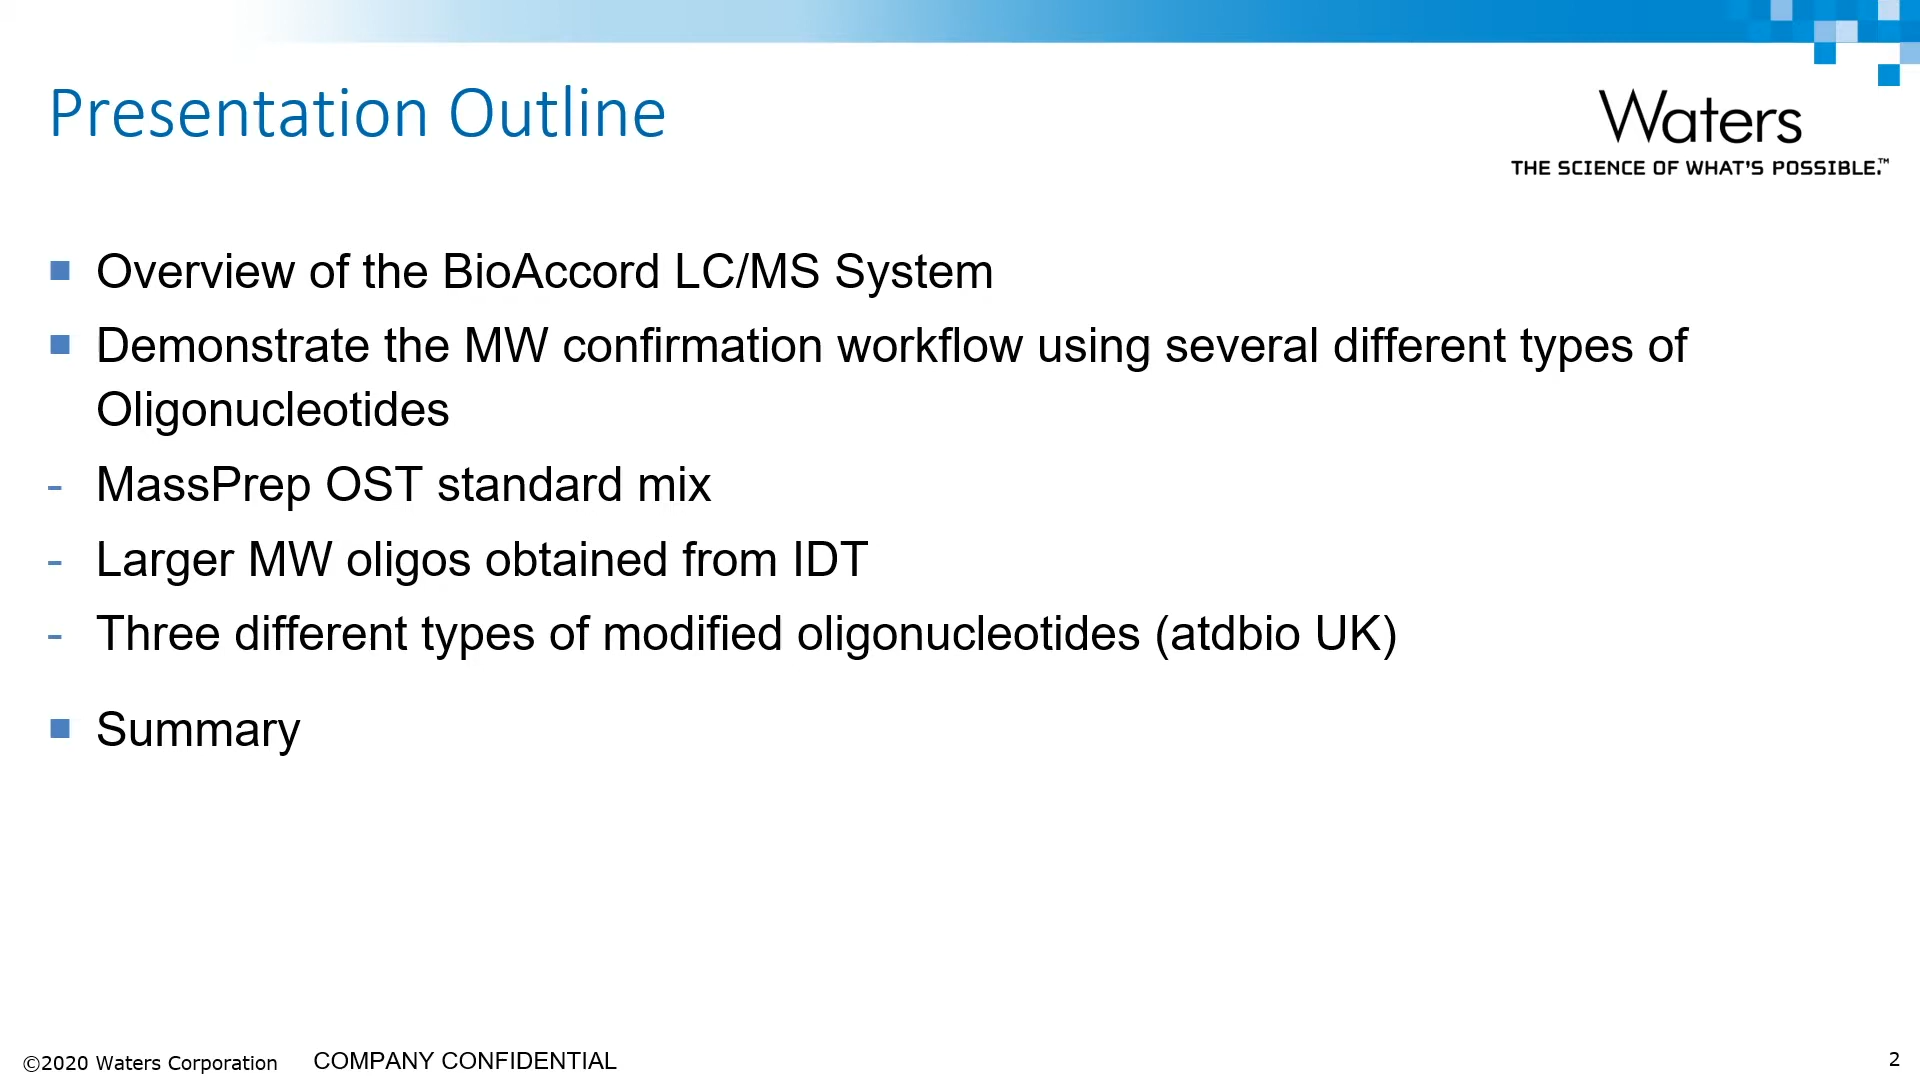 Presentation Outline
Waters
THE SCIENCE OF WHAT'S POSSIBLE.™
■ Overview of the BioAccord LC/MS System
■ Demonstrate the MW confirmation workflow using several different types of
Oligonucleotides
- MassPrep OST standard mix
- Larger MW oligos obtained from IDT
- Three different types of modified oligonucleotides (atdbio UK)
■ Summary
©2020 Waters Corporation COMPANY CONFIDENTIAL 2